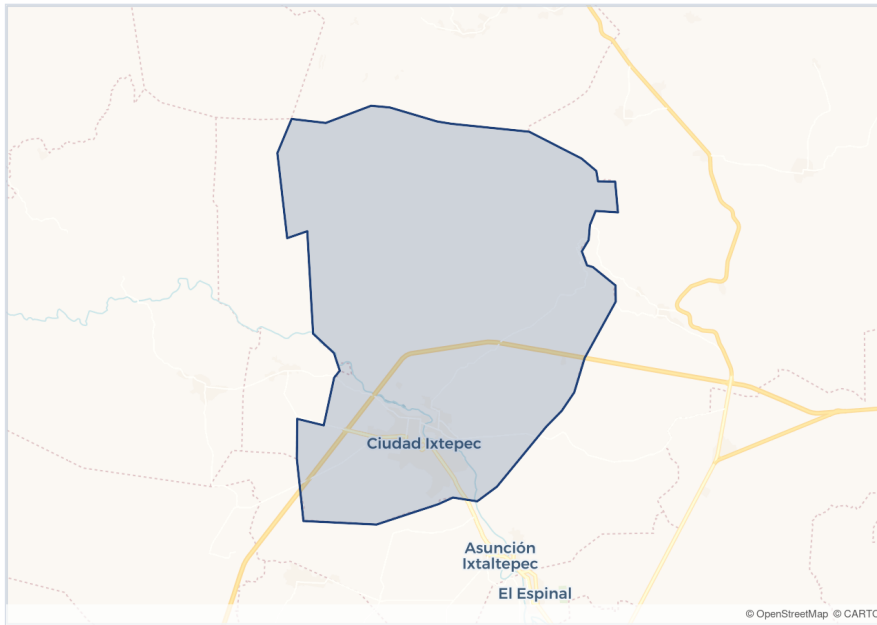 Ciudad Ixtepec
Asunción
Ixtaltepec
El Espinal
© OpenStreetMap © CARTO